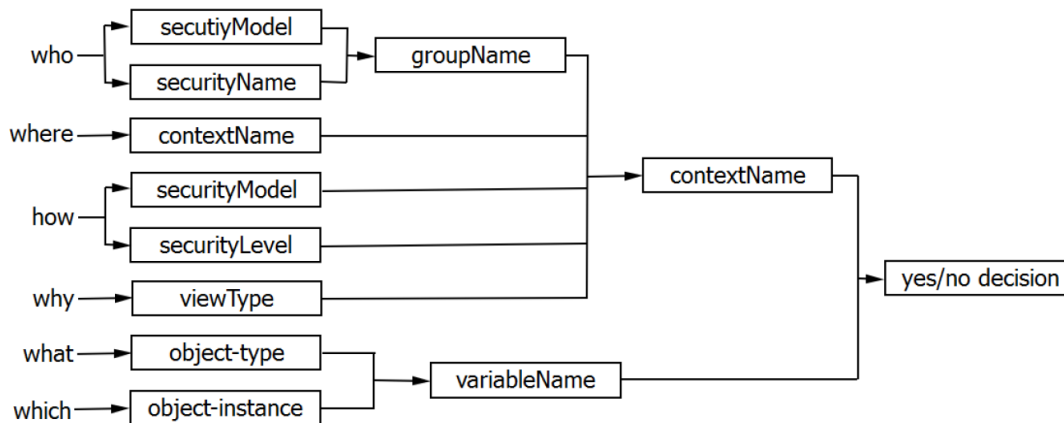 secutiyModel
who
groupName
securityName
where
contextName
securityModel
contextName
how
securityLevel
yes/no decision
why
viewType
what
object-type
variableName
which
object-instance